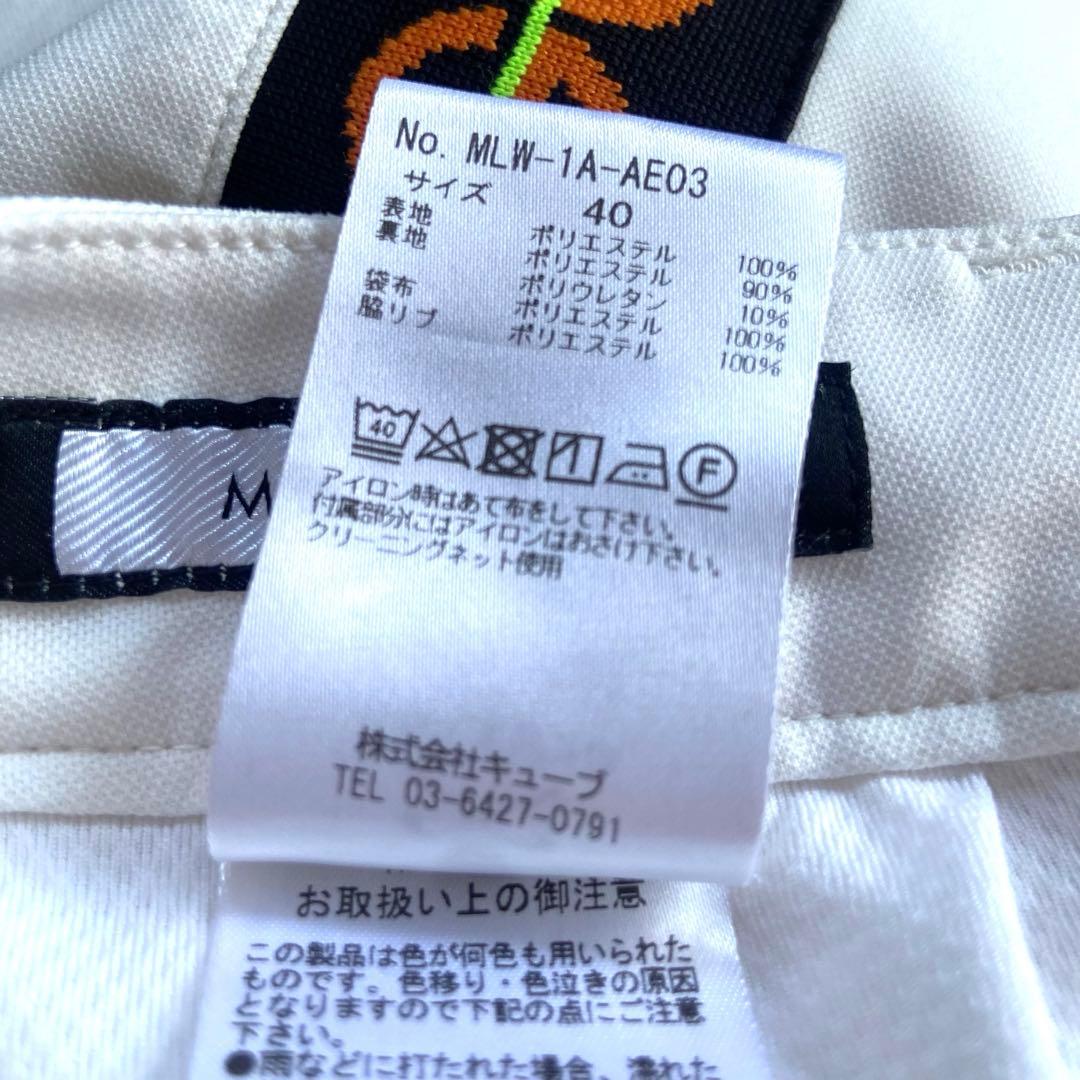 No. MLW-1A-AE03
サイズ 40
表地 ポリエステル 100%
裏地 ポリエステル 90%
ポリウレタン 10%
袋布 ポリエステル 100%
脇リブ ポリエステル 100%
40
1
F
アイロン時はあて布をして下さい。
付属部分にはアイロンはおさけ下さい。
クリーニングネット使用
M
株式会社キューブ
TEL 03-6427-0791
お取扱い上の御注意
この製品は色が何色も用いられた
ものです。色移り・色泣きの原因
となりますので下記の点にご注意
下さい。
●雨などに打たれた場合、濡れた